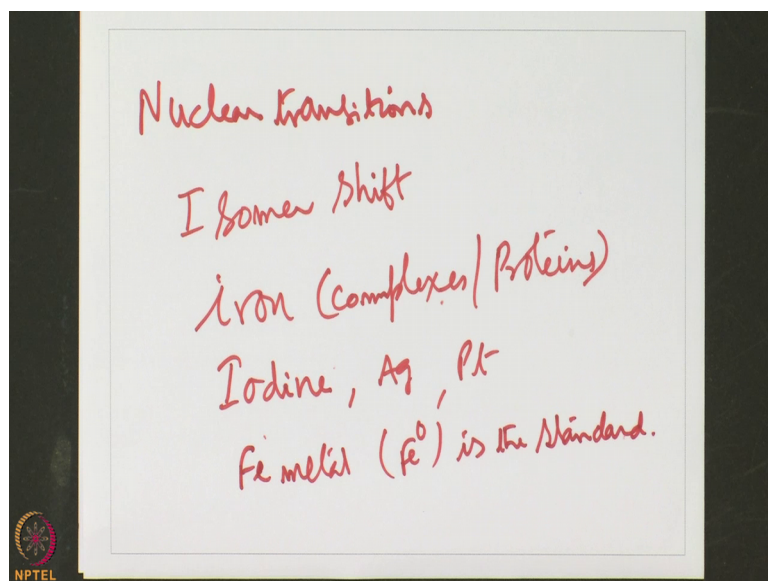 Nuclear transitions
Isomer shift
iron (complexes/Proteins)
Iodine, Ag, Pt
Fe metal (Fe⁰) is the standard.
NPTEL